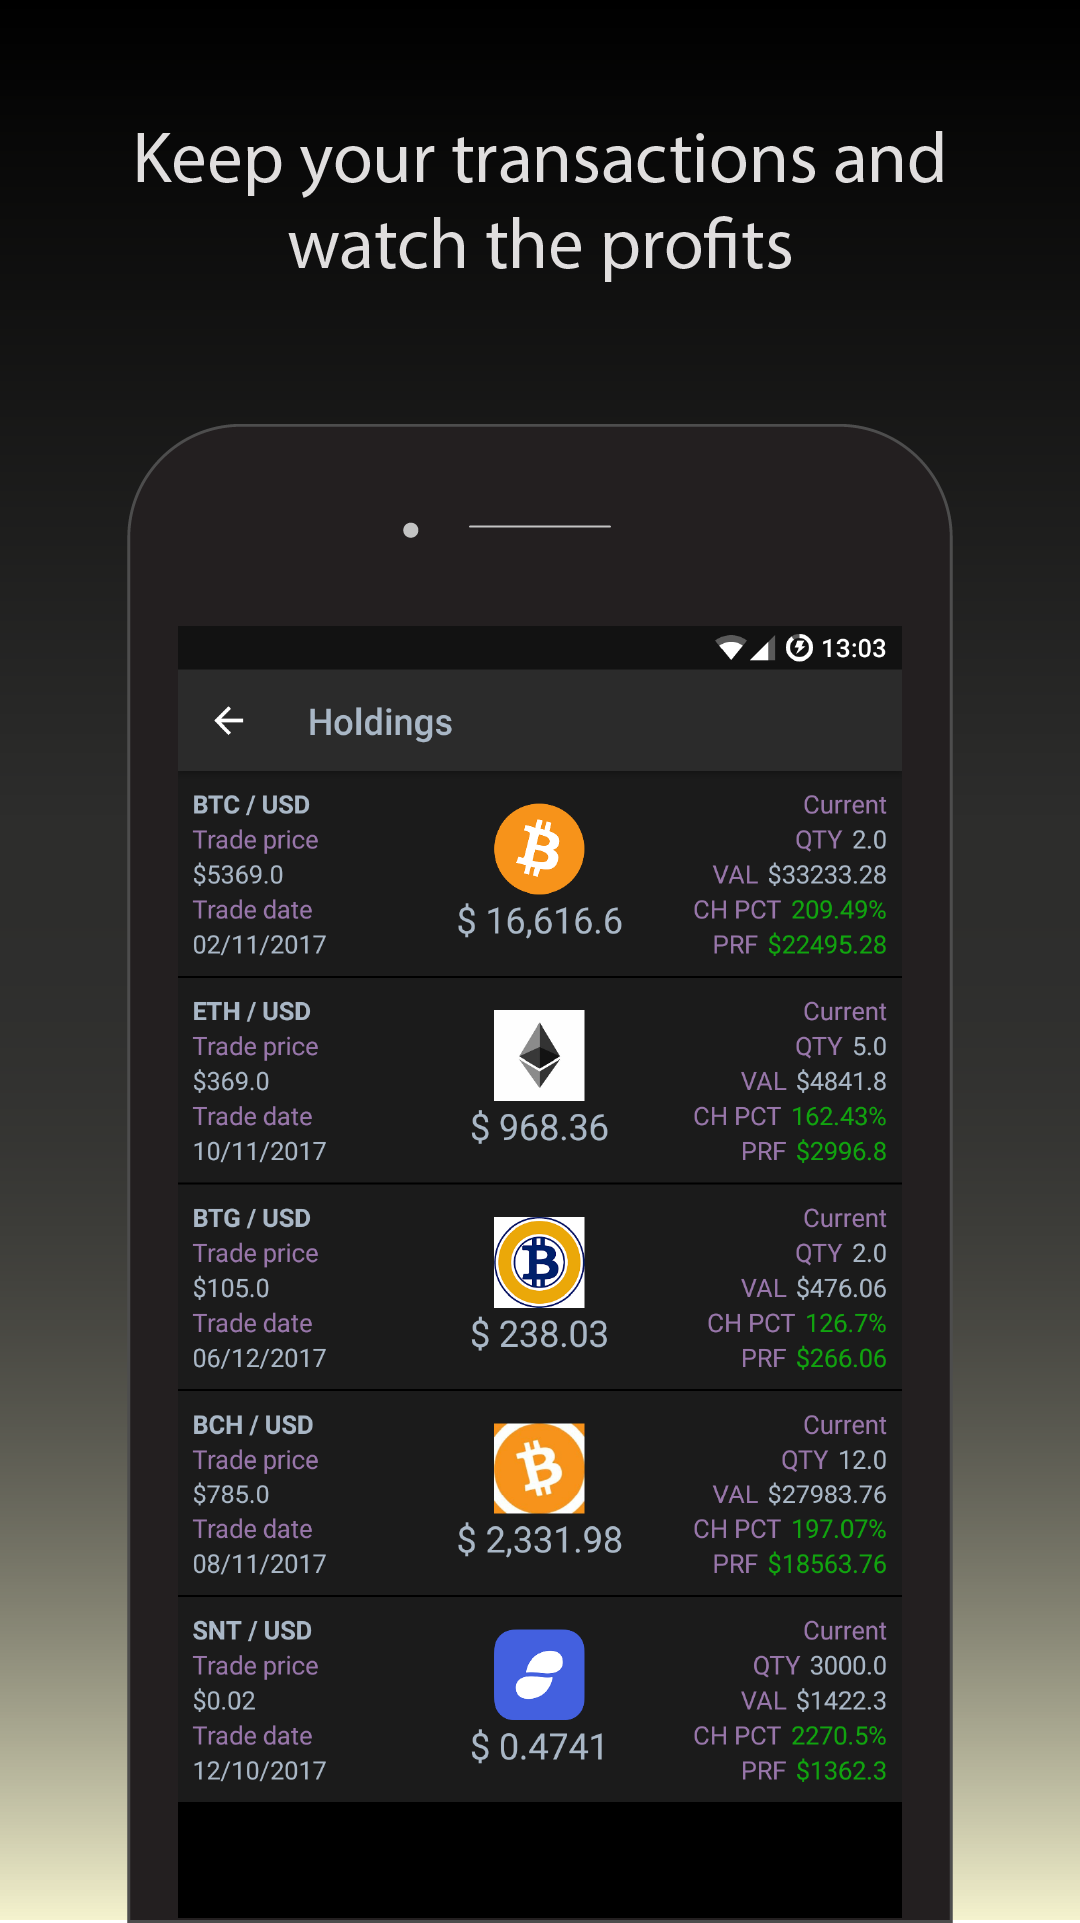 Keep your transactions and
watch the profits
13:03
Holdings
BTC / USD
Trade price
$5369.0
Trade date
02/11/2017
$ 16,616.6
Current
QTY 2.0
VAL $33233.28
CH PCT 209.49%
PRF $22495.28
ETH / USD
Trade price
$369.0
Trade date
10/11/2017
$ 968.36
Current
QTY 5.0
VAL $4841.8
CH PCT 162.43%
PRF $2996.8
BTG / USD
Trade price
$105.0
Trade date
06/12/2017
$ 238.03
Current
QTY 2.0
VAL $476.06
CH PCT 126.7%
PRF $266.06
BCH / USD
Trade price
$785.0
Trade date
08/11/2017
$ 2,331.98
Current
QTY 12.0
VAL $27983.76
CH PCT 197.07%
PRF $18563.76
SNT / USD
Trade price
$0.02
Trade date
12/10/2017
$ 0.4741
Current
QTY 3000.0
VAL $1422.3
CH PCT 2270.5%
PRF $1362.3